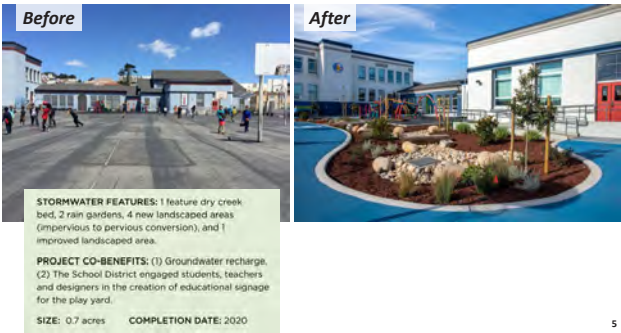 Before
After
STORMWATER FEATURES: 1 feature dry creek
bed, 2 rain gardens, 4 new landscaped areas
(impervious to pervious conversion), and 1
improved landscaped area.
PROJECT CO-BENEFITS: (1) Groundwater recharge.
(2) The School District engaged students, teachers
and designers in the creation of educational signage
for the play yard.
SIZE: 0.7 acres COMPLETION DATE: 2020
5